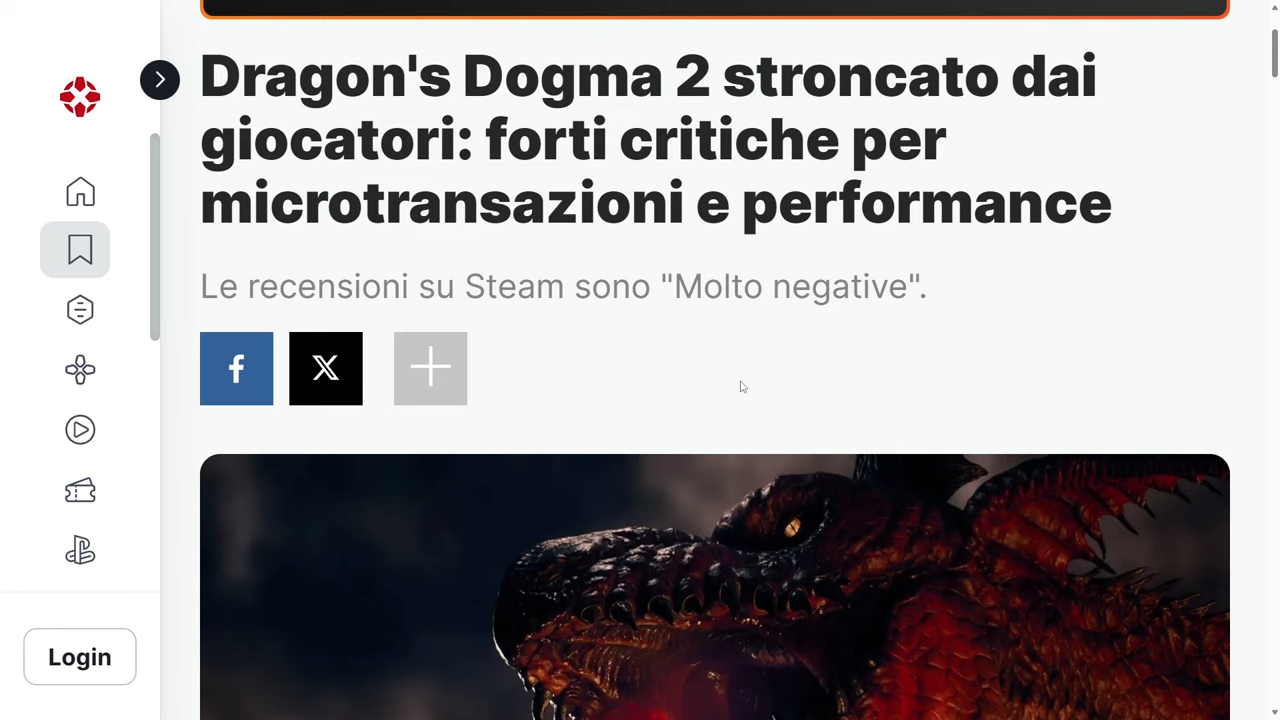 Dragon's Dogma 2 stroncato dai
giocatori: forti critiche per
microtransazioni e performance
Le recensioni su Steam sono "Molto negative".
Login